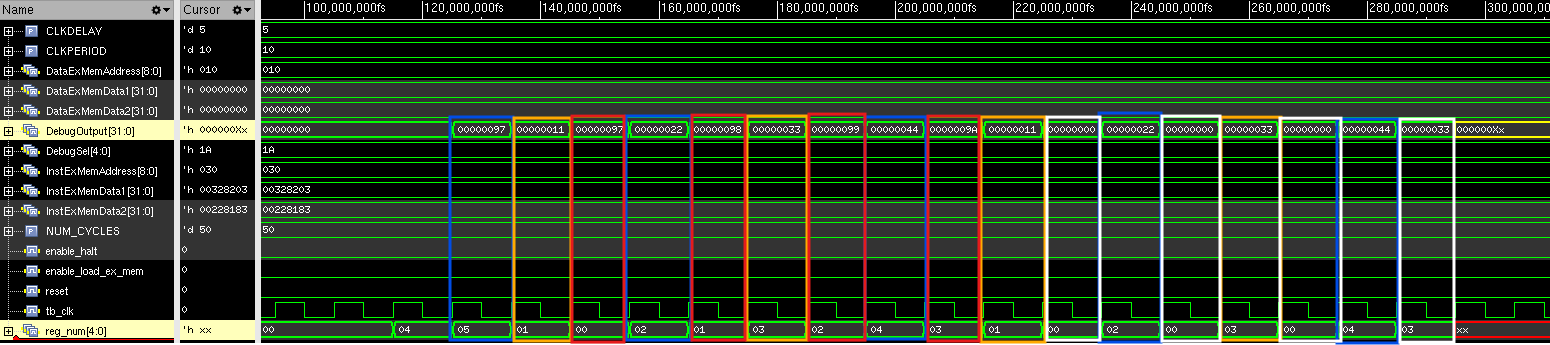 Name Cursor 100,000,000fs 120,000,000fs 140,000,000fs 160,000,000fs 180,000,000fs 200,000,000fs 220,000,000fs 240,000,000fs 260,000,000fs 280,000,000fs 300,000,0
CLKDELAY 'd 5 5
CLKPERIOD 'd 10 10
DataExMemAddress[8:0] 'h 010 010
DataExMemData1[31:0] 'h 00000000 00000000
DataExMemData2[31:0] 'h 00000000 00000000
DebugOutput[31:0] 'h 000000Xx 00000000 00000097 00000011 00000097 00000022 00000098 00000033 00000099 00000044 0000009A 00000011 00000000 00000022 00000000 00000033 00000000 00000044 00000033 000000Xx
DebugSel[4:0] 'h 1A 1A
InstExMemAddress[8:0] 'h 030 030
InstExMemData1[31:0] 'h 00328203 00328203
InstExMemData2[31:0] 'h 00228183 00228183
NUM_CYCLES 'd 50 50
enable_halt 0
enable_load_ex_mem 0
reset 0
tb_clk 0
reg_num[4:0] 'h xx 00 04 05 01 00 02 01 03 02 04 03 01 00 02 00 03 00 04 03 xx